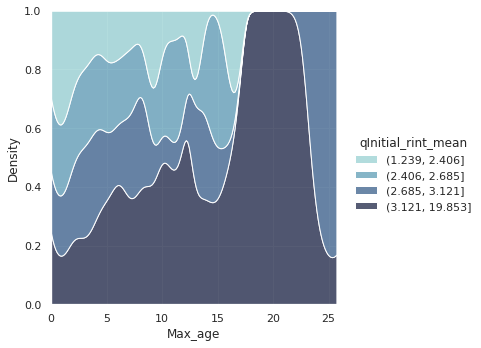 1.0
0.8
0.6
0.4
0.2
0.0
Density
0 5 10 15 20 25
Max_age
qInitial_rint_mean
(1.239, 2.406]
(2.406, 2.685]
(2.685, 3.121]
(3.121, 19.853]